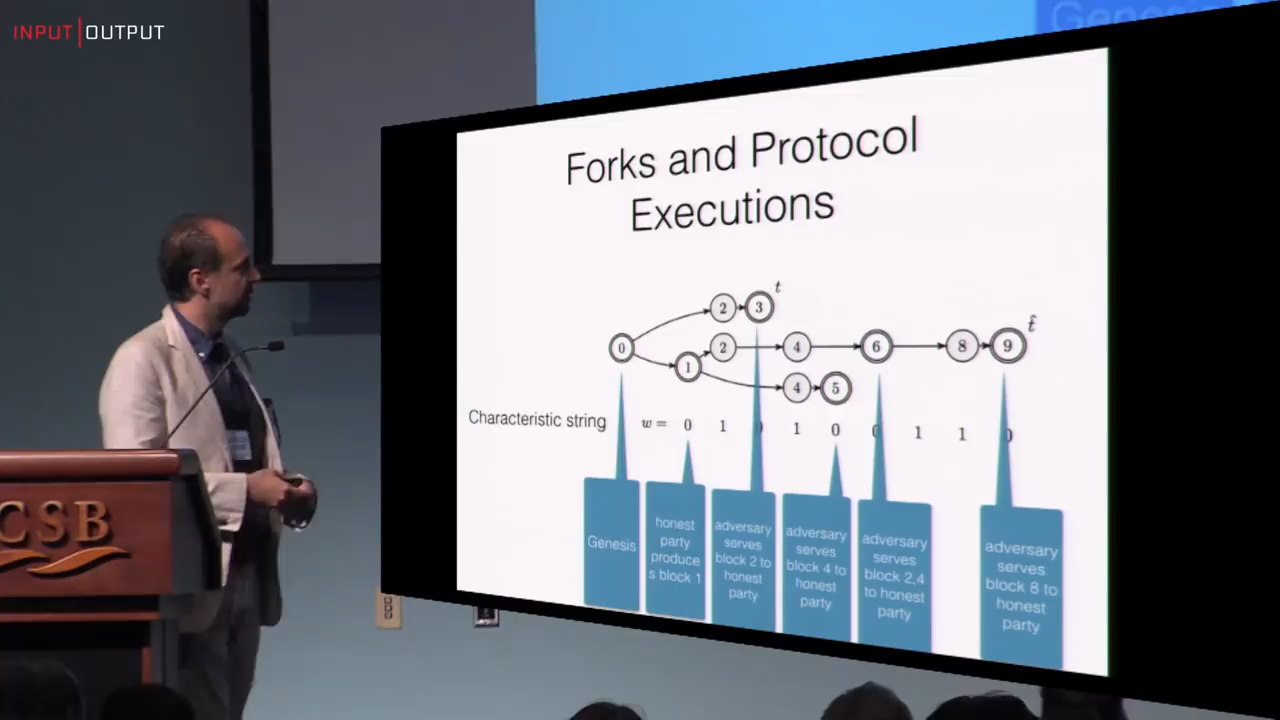 INPUT|OUTPUT
Genesis
Forks and Protocol
Executions
t
2 3
t̂
0 2 4 6 8 9
1
4 5
Characteristic string w = 0 1 1 0 1 1
Genesis
honest
party
produce
s block 1
adversary
serves
block 2 to
honest
party
adversary
serves
block 4 to
honest
party
adversary
serves
block 2,4
to honest
party
adversary
serves
block 8 to
honest
party
CSB